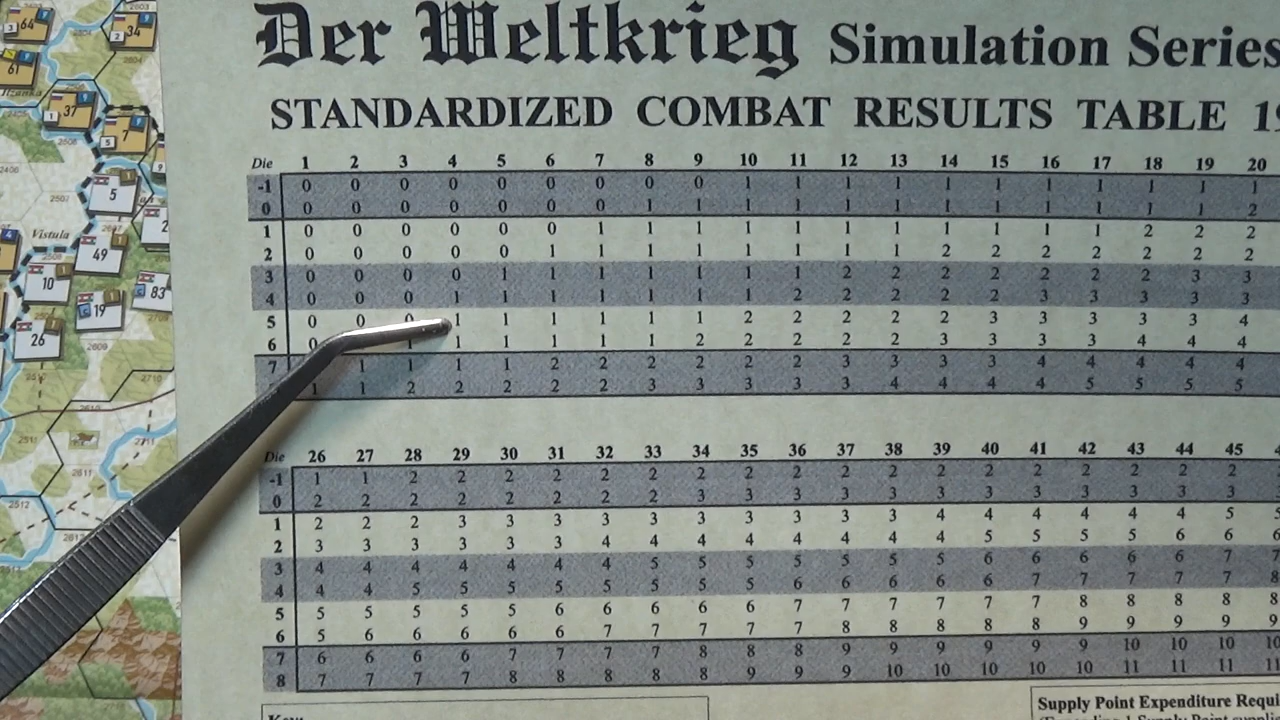 Der Weltkrieg Simulation Series
STANDARDIZED COMBAT RESULTS TABLE
Die 1 2 3 4 5 6 7 8 9 10 11 12 13 14 15 16 17 18 19 20
-1 0 0 0 0 0 0 0 0 0 1 1 1 1 1 1 1 1 1 1 1
0 0 0 0 0 0 0 0 1 1 1 1 1 1 1 1 1 1 1 1 2
1 0 0 0 0 0 0 1 1 1 1 1 1 1 1 1 1 1 2 2 2
2 0 0 0 0 0 1 1 1 1 1 1 1 1 2 2 2 2 2 2 2
3 0 0 0 0 1 1 1 1 1 1 1 2 2 2 2 2 2 2 3 3
4 0 0 0 1 1 1 1 1 1 1 2 2 2 2 2 3 3 3 3 3
5 0 0 0 1 1 1 1 1 1 2 2 2 2 2 3 3 3 3 3 4
6 0 1 1 1 1 1 1 2 2 2 2 2 3 3 3 3 4 4 4
7 1 1 1 1 2 2 2 2 2 2 3 3 3 3 4 4 4 4 4
1 1 2 2 2 2 2 3 3 3 3 3 4 4 4 4 5 5 5 5
Die 26 27 28 29 30 31 32 33 34 35 36 37 38 39 40 41 42 43 44 45
-1 1 1 2 2 2 2 2 2 2 2 2 2 2 2 2 2 2 2 2 2
0 2 2 2 2 2 2 2 2 3 3 3 3 3 3 3 3 3 3 3 3
1 2 2 2 3 3 3 3 3 3 3 3 3 3 4 4 4 4 4 4 5 5
2 3 3 3 3 3 3 4 4 4 4 4 4 4 4 5 5 5 5 6 6 6
3 4 4 4 4 4 4 4 5 5 5 5 5 5 5 6 6 6 6 6 7 7
4 4 4 5 5 5 5 5 5 5 5 6 6 6 6 6 7 7 7 7 7 8
5 5 5 5 5 5 6 6 6 6 6 7 7 7 7 7 7 8 8 8 8 8
6 5 6 6 6 6 6 7 7 7 7 7 8 8 8 8 8 9 9 9 9 9
7 6 6 6 6 7 7 7 7 8 8 8 9 9 9 9 9 9 10 10 10 10
8 7 7 7 7 8 8 8 8 8 9 9 9 10 10 10 10 10 11 11 11 11
Supply Point Expenditure Requi
64
34
61
37
7
5
Vistula
49
10
83
19
26
2609
2710